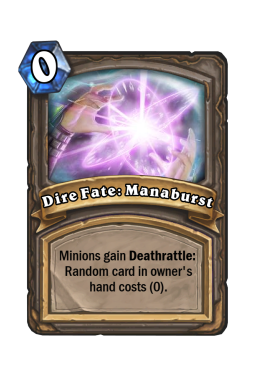 0
Dire Fate: Manaburst
Minions gain Deathrattle:
Random card in owner's
hand costs (0).